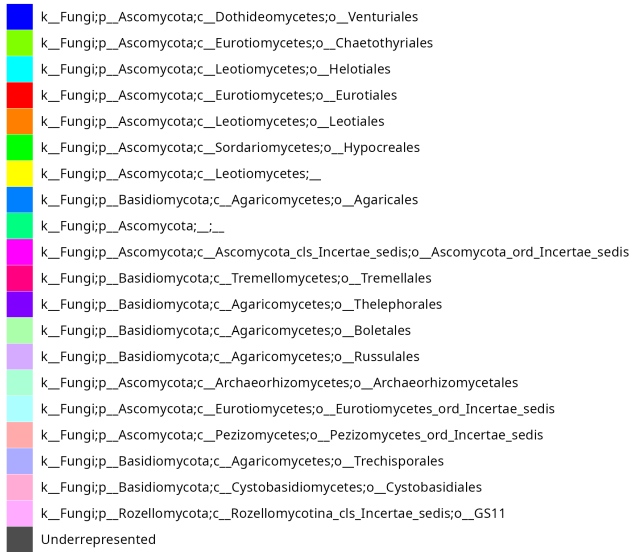 k__Fungi;p__Ascomycota;c__Dothideomycetes;o__Venturiales
k__Fungi;p__Ascomycota;c__Eurotiomycetes;o__Chaetothyriales
k__Fungi;p__Ascomycota;c__Leotiomycetes;o__Helotiales
k__Fungi;p__Ascomycota;c__Eurotiomycetes;o__Eurotiales
k__Fungi;p__Ascomycota;c__Leotiomycetes;o__Leotiales
k__Fungi;p__Ascomycota;c__Sordariomycetes;o__Hypocreales
k__Fungi;p__Ascomycota;c__Leotiomycetes;__
k__Fungi;p__Basidiomycota;c__Agaricomycetes;o__Agaricales
k__Fungi;p__Ascomycota;__;__
k__Fungi;p__Ascomycota;c__Ascomycota_cls_Incertae_sedis;o__Ascomycota_ord_Incertae_sedis
k__Fungi;p__Basidiomycota;c__Tremellomycetes;o__Tremellales
k__Fungi;p__Basidiomycota;c__Agaricomycetes;o__Thelephorales
k__Fungi;p__Basidiomycota;c__Agaricomycetes;o__Boletales
k__Fungi;p__Basidiomycota;c__Agaricomycetes;o__Russulales
k__Fungi;p__Ascomycota;c__Archaeorhizomycetes;o__Archaeorhizomycetales
k__Fungi;p__Ascomycota;c__Eurotiomycetes;o__Eurotiomycetes_ord_Incertae_sedis
k__Fungi;p__Ascomycota;c__Pezizomycetes;o__Pezizomycetes_ord_Incertae_sedis
k__Fungi;p__Basidiomycota;c__Agaricomycetes;o__Trechisporales
k__Fungi;p__Basidiomycota;c__Cystobasidiomycetes;o__Cystobasidiales
k__Fungi;p__Rozellomycota;c__Rozellomycotina_cls_Incertae_sedis;o__GS11
Underrepresented